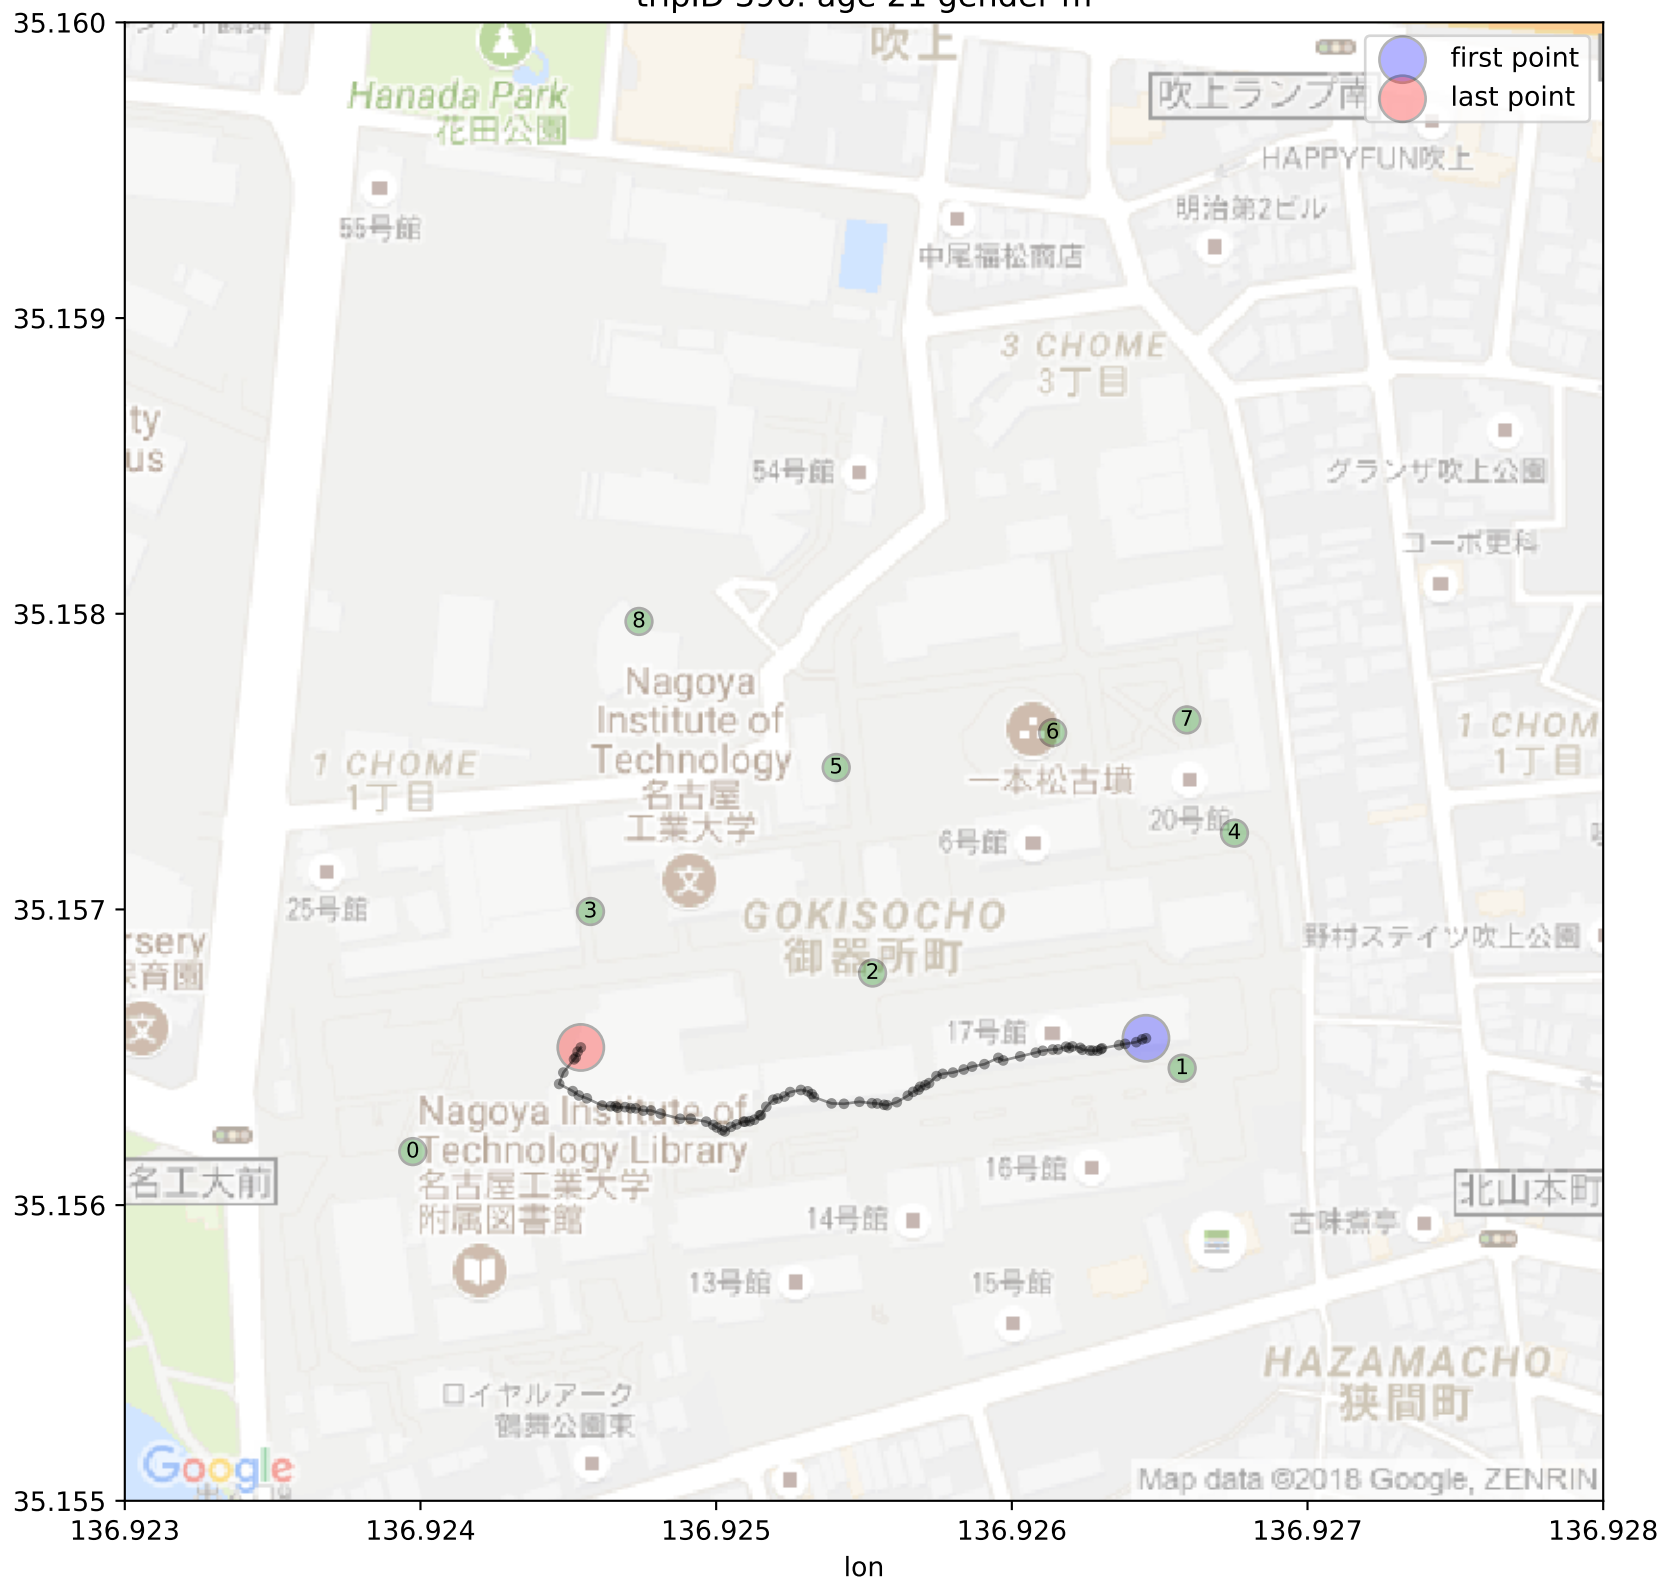 35.160
35.159
35.158
35.157
35.156
35.155
136.923
136.924
136.925
136.926
136.927
136.928
lon
first point
last point
吹上
Hanada Park
花田公園
吹上ランプ南
HAPPYFUN吹上
明治第2ビル
55号館
中尾福松商店
3 CHOME
3丁目
ty
us
54号館
グランザ吹上公園
コーポ更科
8
Nagoya
Institute of
Technology
名古屋
工業大学
1 CHOME
1丁目
5
6
7
一本松古墳
1 CHOM
1丁目
20号館
4
6号館
25号館
3
GOKISOCHO
御器所町
2
野村ステイツ吹上公園
rsery
育園
17号館
1
Nagoya Institute of
Technology Library
名古屋工業大学
附属図書館
0
名工大前
16号館
14号館
北山本町
古味煮亭
13号館
15号館
HAZAMACHO
狭間町
ロイヤルアーク
鶴舞公園東
Google
Map data ©2018 Google, ZENRIN